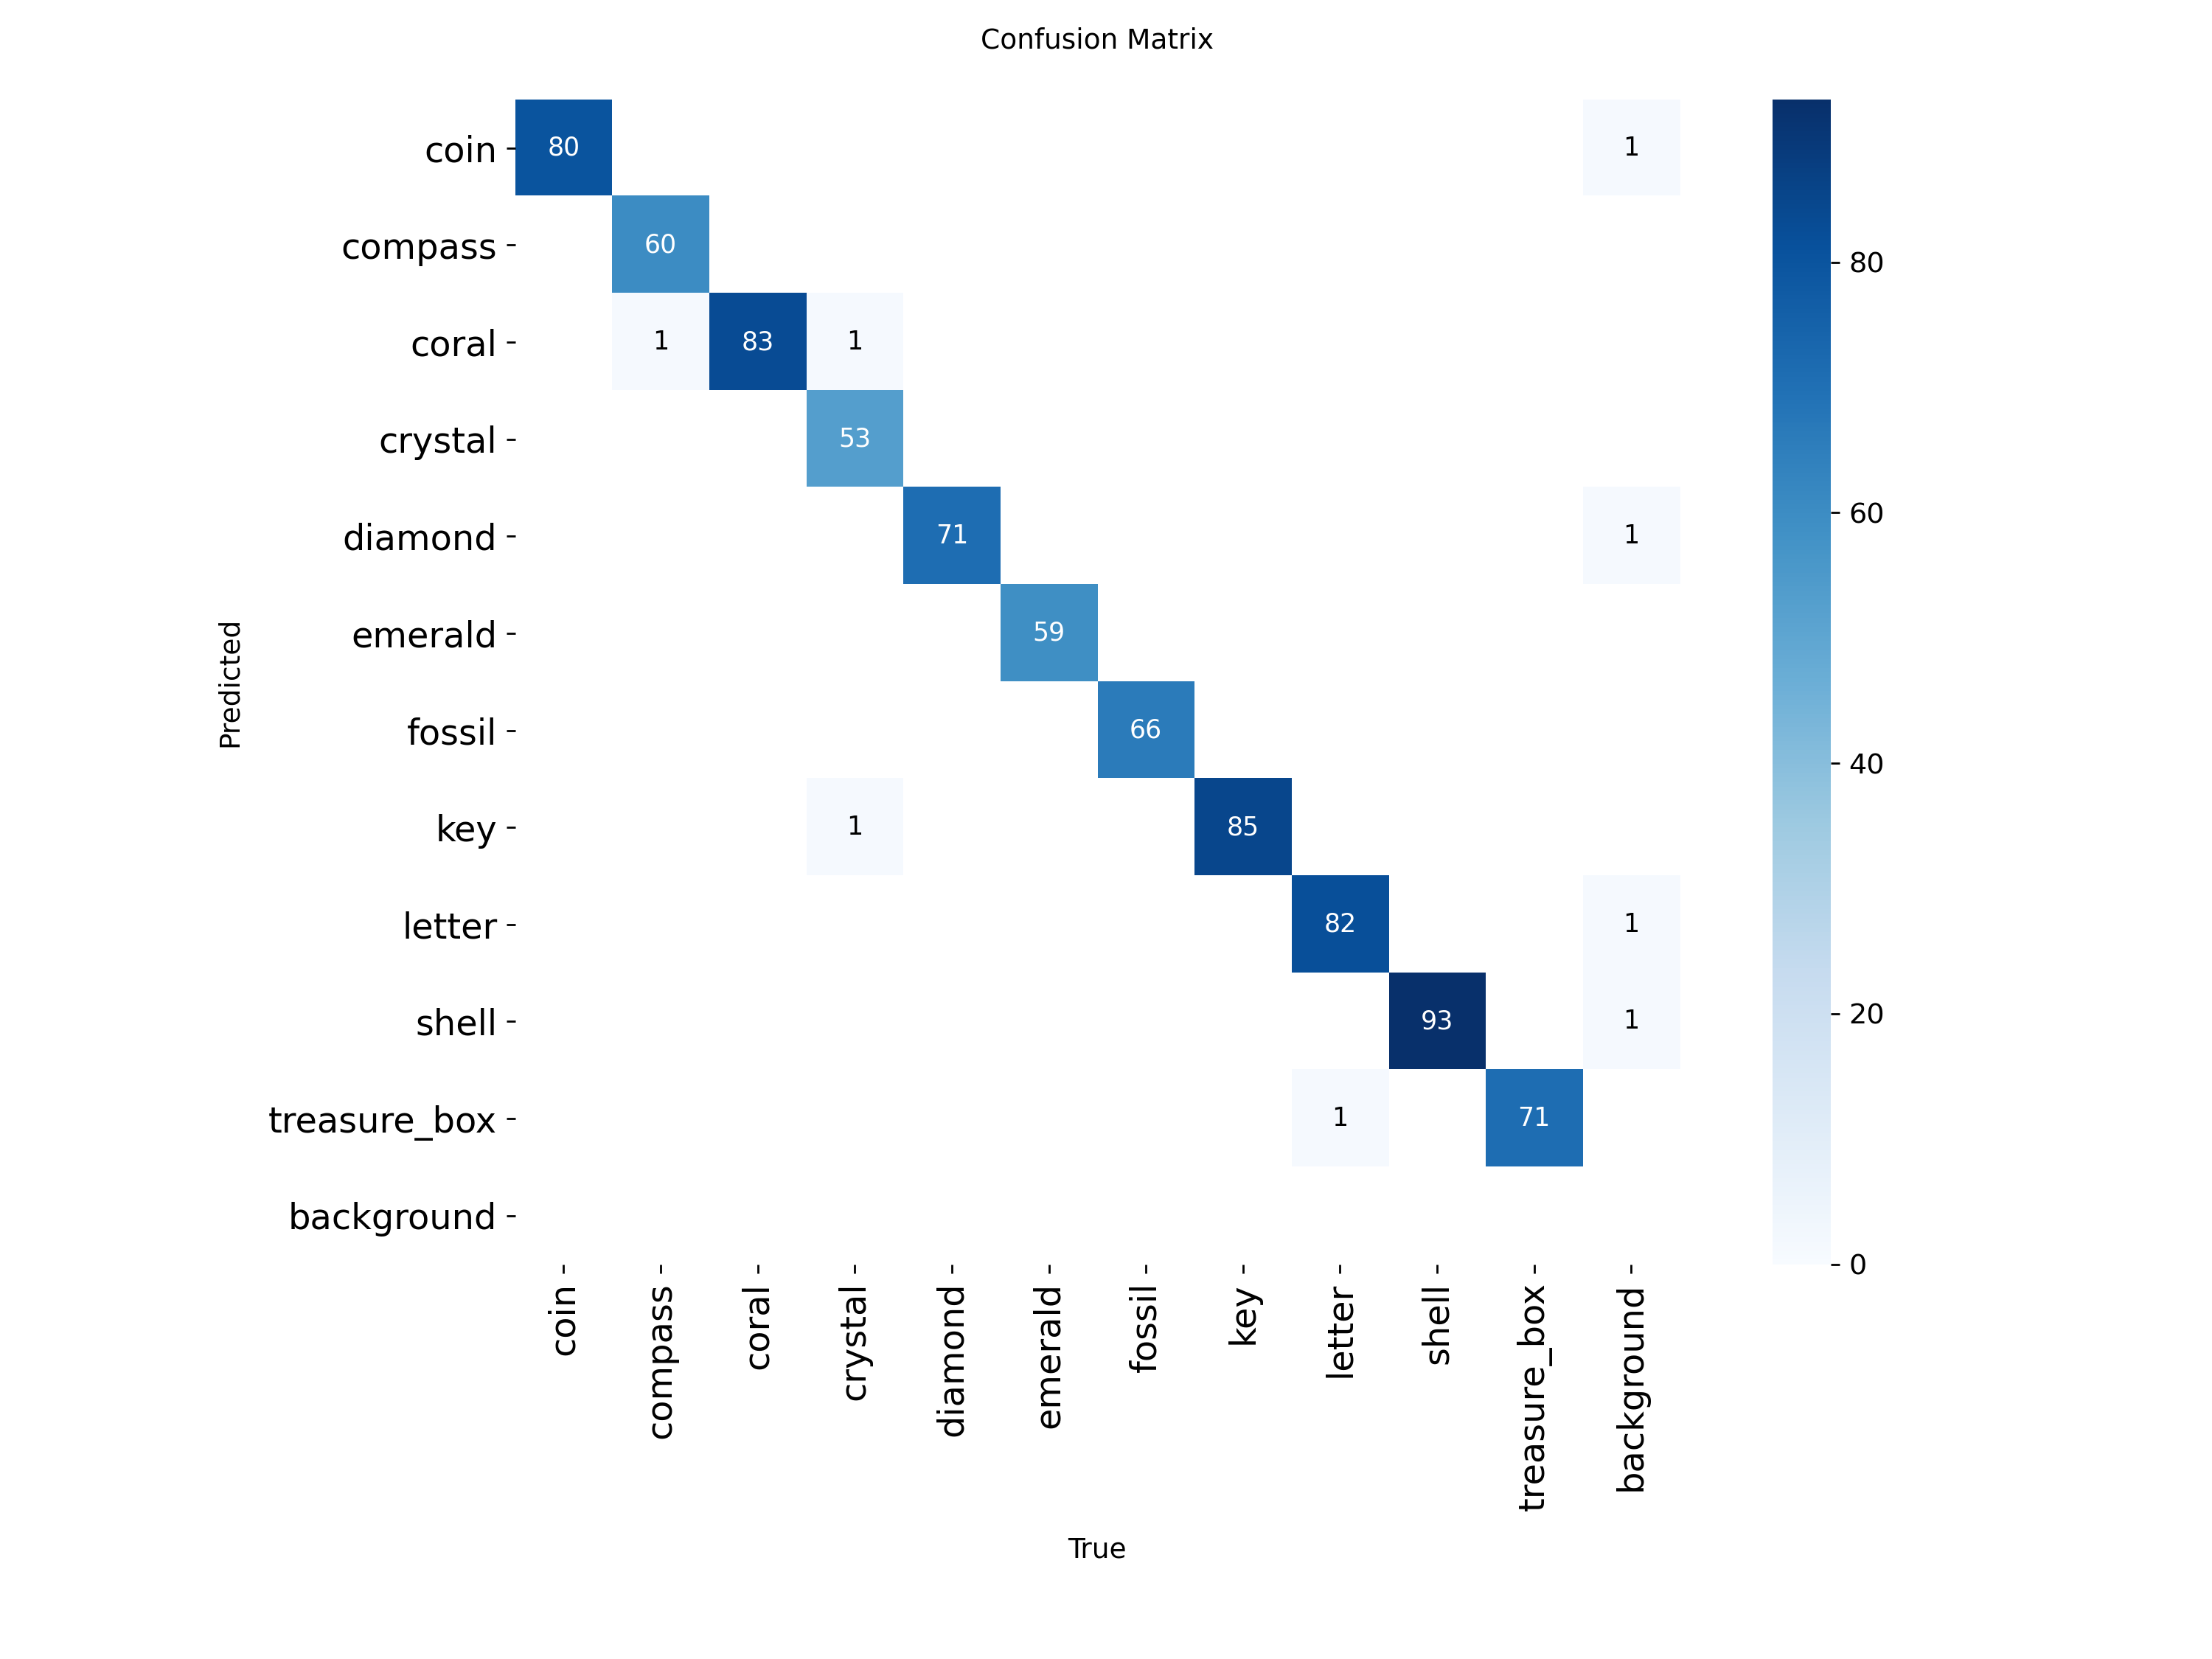 Confusion Matrix
coin 80 1
compass 60
coral 1 83 1
crystal 53
diamond 71 1
emerald 59
fossil 66
key 1 85
letter 82 1
shell 93 1
treasure_box 1 71
background
Predicted
coin compass coral crystal diamond emerald fossil key letter shell treasure_box background
True
80
60
40
20
0